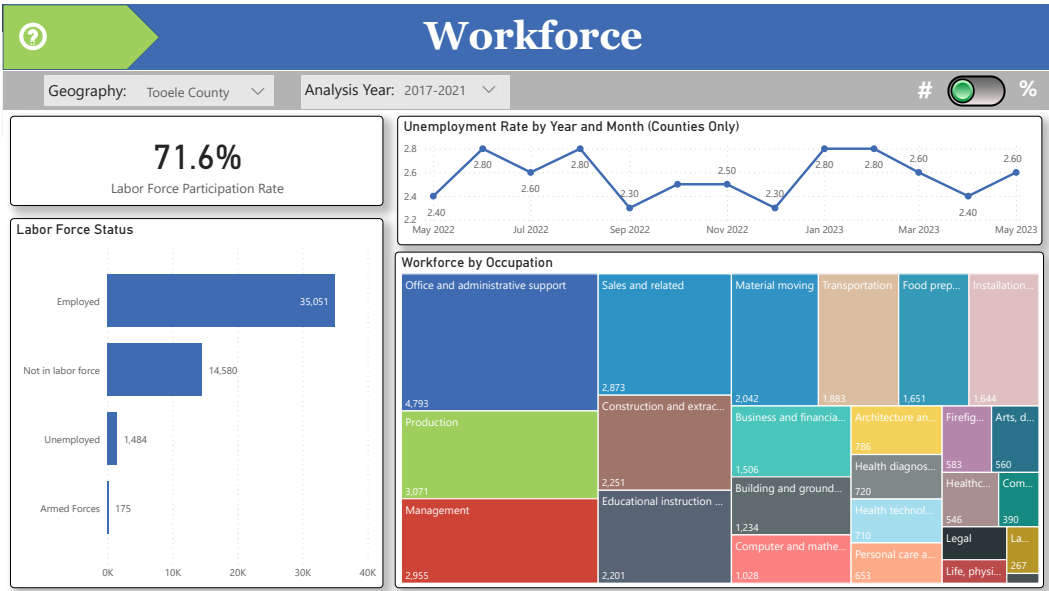 ?
Workforce
Geography: Tooele County
Analysis Year: 2017-2021
# %
71.6%
Labor Force Participation Rate
Unemployment Rate by Year and Month (Counties Only)
2.8
2.6
2.4
2.2
2.40
2.80
2.60
2.80
2.30
2.50
2.30
2.80
2.80
2.60
2.40
2.60
May 2022
Jul 2022
Sep 2022
Nov 2022
Jan 2023
Mar 2023
May 2023
Labor Force Status
Employed
35,051
Not in labor force
14,580
Unemployed
1,484
Armed Forces
175
0K
10K
20K
30K
40K
Workforce by Occupation
Office and administrative support
4,793
Production
3,071
Management
2,955
Sales and related
2,873
Construction and extrac...
2,251
Educational instruction ...
2,201
Material moving
2,042
Transportation
1,883
Food prep...
1,651
Installation...
1,644
Business and financia...
1,506
Building and ground...
1,234
Computer and mathe...
1,028
Architecture an...
786
Health diagnos...
720
Health technol...
710
Personal care a...
653
Firefig...
583
Arts, d...
560
Healthc...
546
Com...
390
Legal
La...
267
Life, physi...